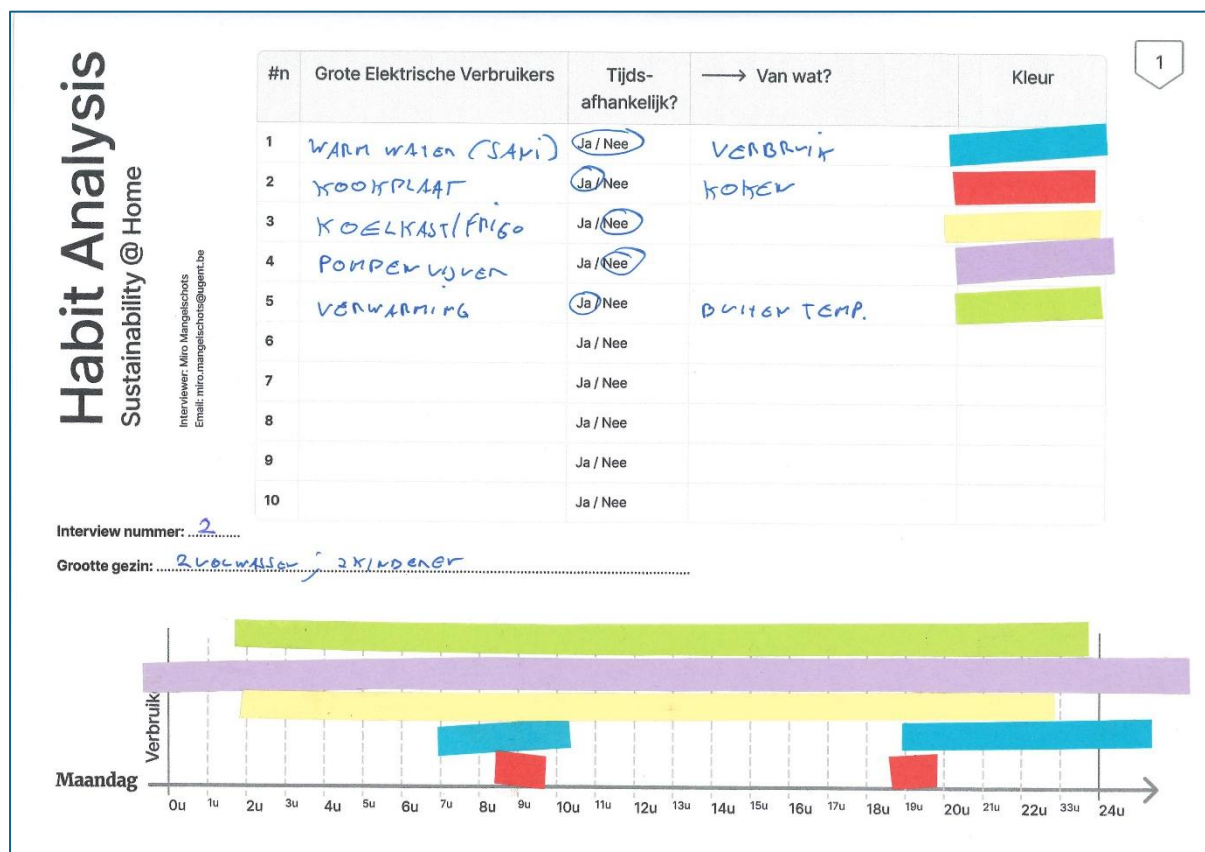 Habit Analysis
Sustainability @ Home
Interviewer: Miro Mangelschots
Email: miro.mangelschots@ugent.be
1
#n Grote Elektrische Verbruikers Tijds-afhankelijk? → Van wat? Kleur
1 WARM WATER (SANI) Ja / Nee VERBRUIK
2 KOOKPLAAT Ja / Nee KOKEN
3 KOELKAST/FRIGO Ja / Nee
4 POMPEN VIJVER Ja / Nee
5 VERWARMING Ja / Nee BUITEN TEMP.
6 Ja / Nee
7 Ja / Nee
8 Ja / Nee
9 Ja / Nee
10 Ja / Nee
Interview nummer: 2
Grootte gezin: 2 VOLWASSEN ; 2 KINDEREN
Verbruik
Maandag
0u 1u 2u 3u 4u 5u 6u 7u 8u 9u 10u 11u 12u 13u 14u 15u 16u 17u 18u 19u 20u 21u 22u 33u 24u